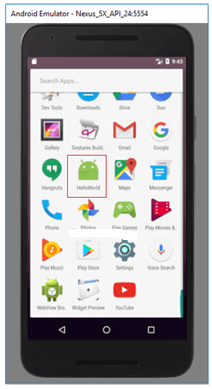 Android Emulator - Nexus_5X_API_24:5554
9:43
Search Apps...
Dev Tools Downloads Drive Duo
Gallery Gestures Build.. Gmail Google
Hangouts HelloWorld Maps Messenger
Phone Photos Play Games Play Movies &..
Play Music Play Store Settings Voice Search
WebView Bro.. Widget Preview YouTube